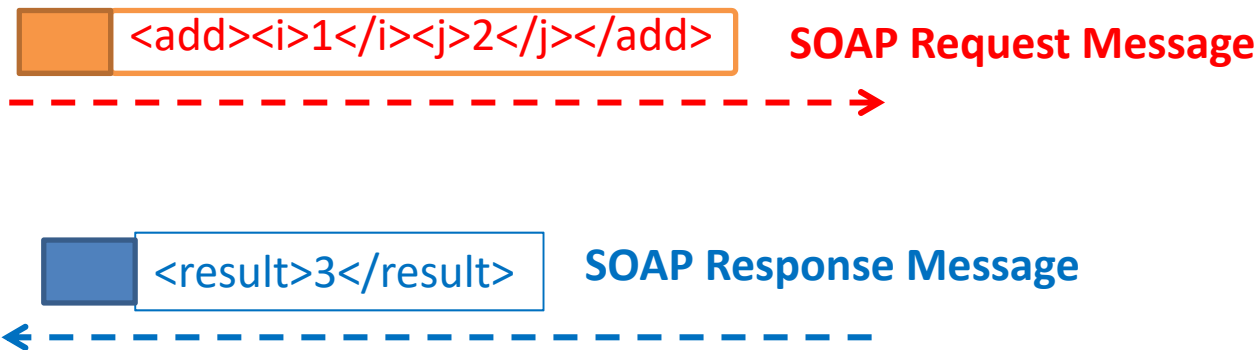 <add><i>1</i><j>2</j></add>
SOAP Request Message
<result>3</result>
SOAP Response Message